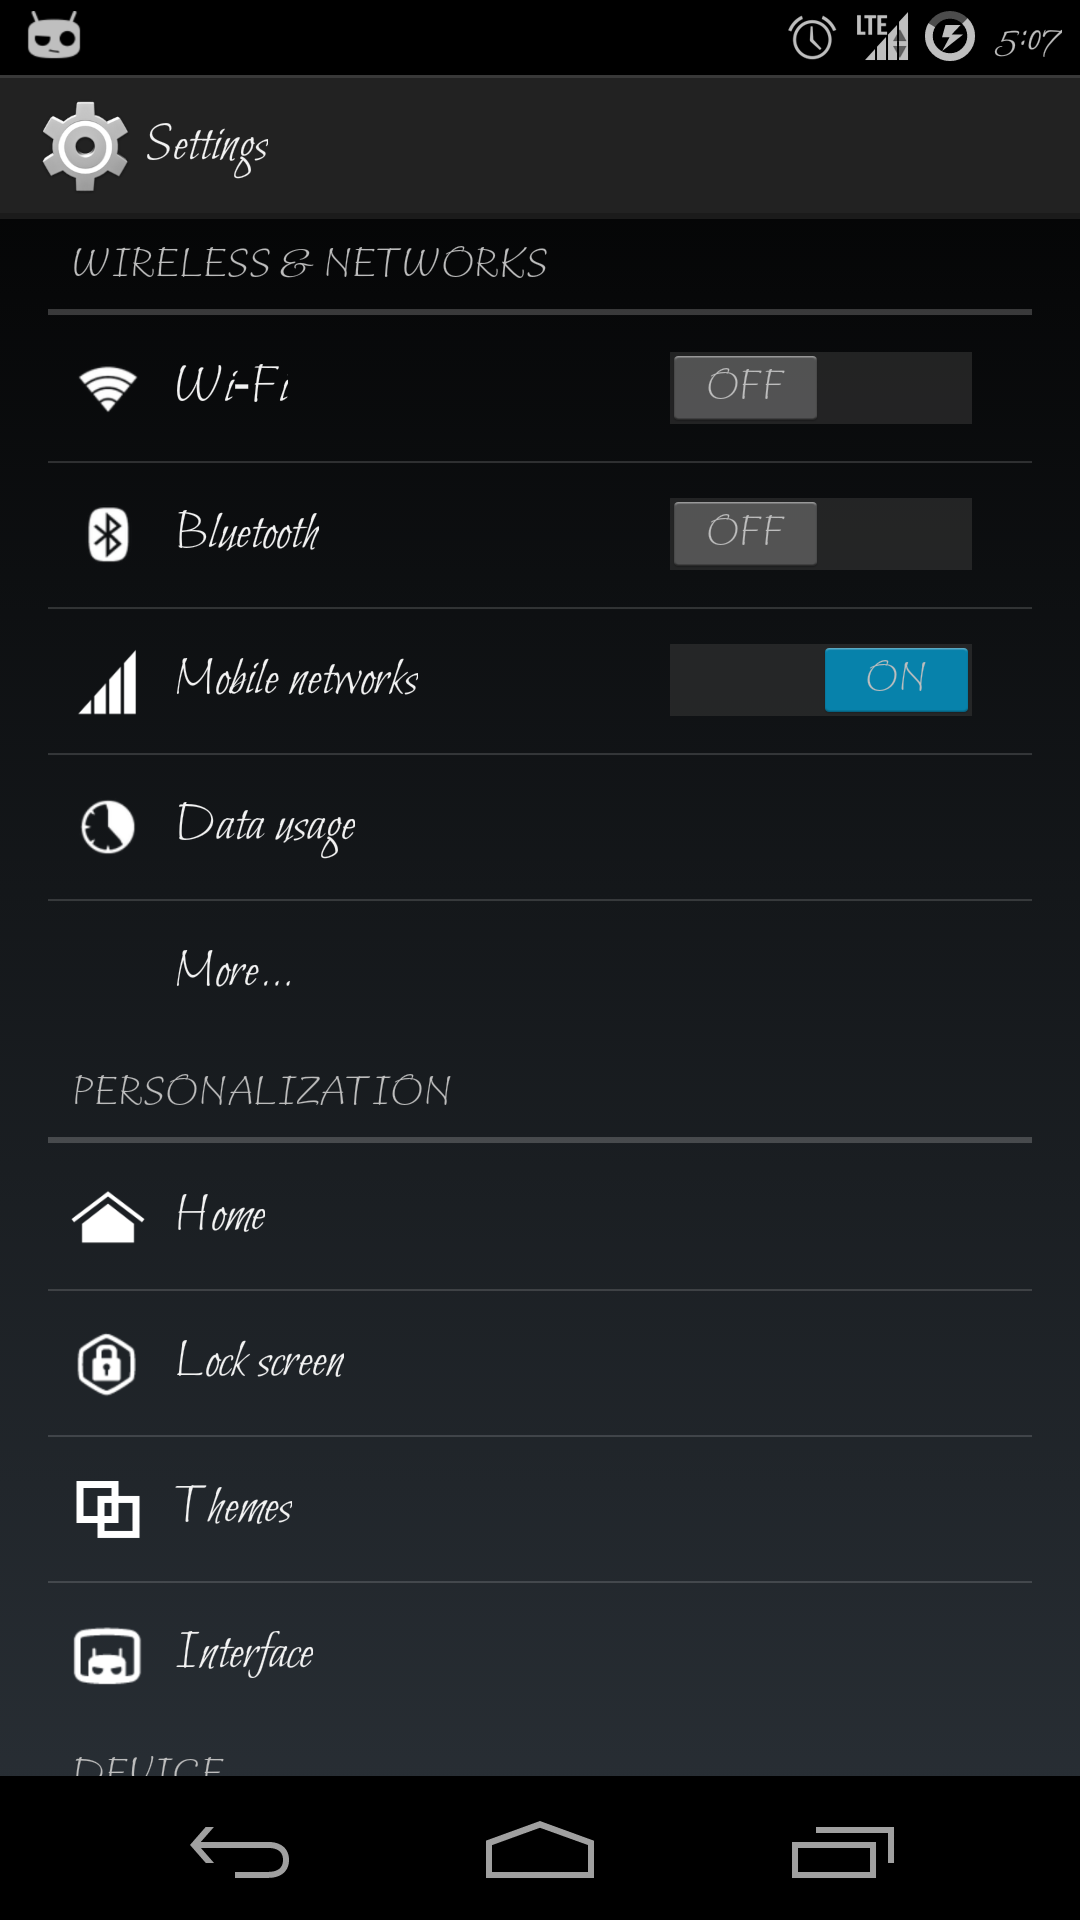 LTE 5:07
Settings
WIRELESS & NETWORKS
Wi-Fi OFF
Bluetooth OFF
Mobile networks ON
Data usage
More...
PERSONALIZATION
Home
Lock screen
Themes
Interface
DEVICE